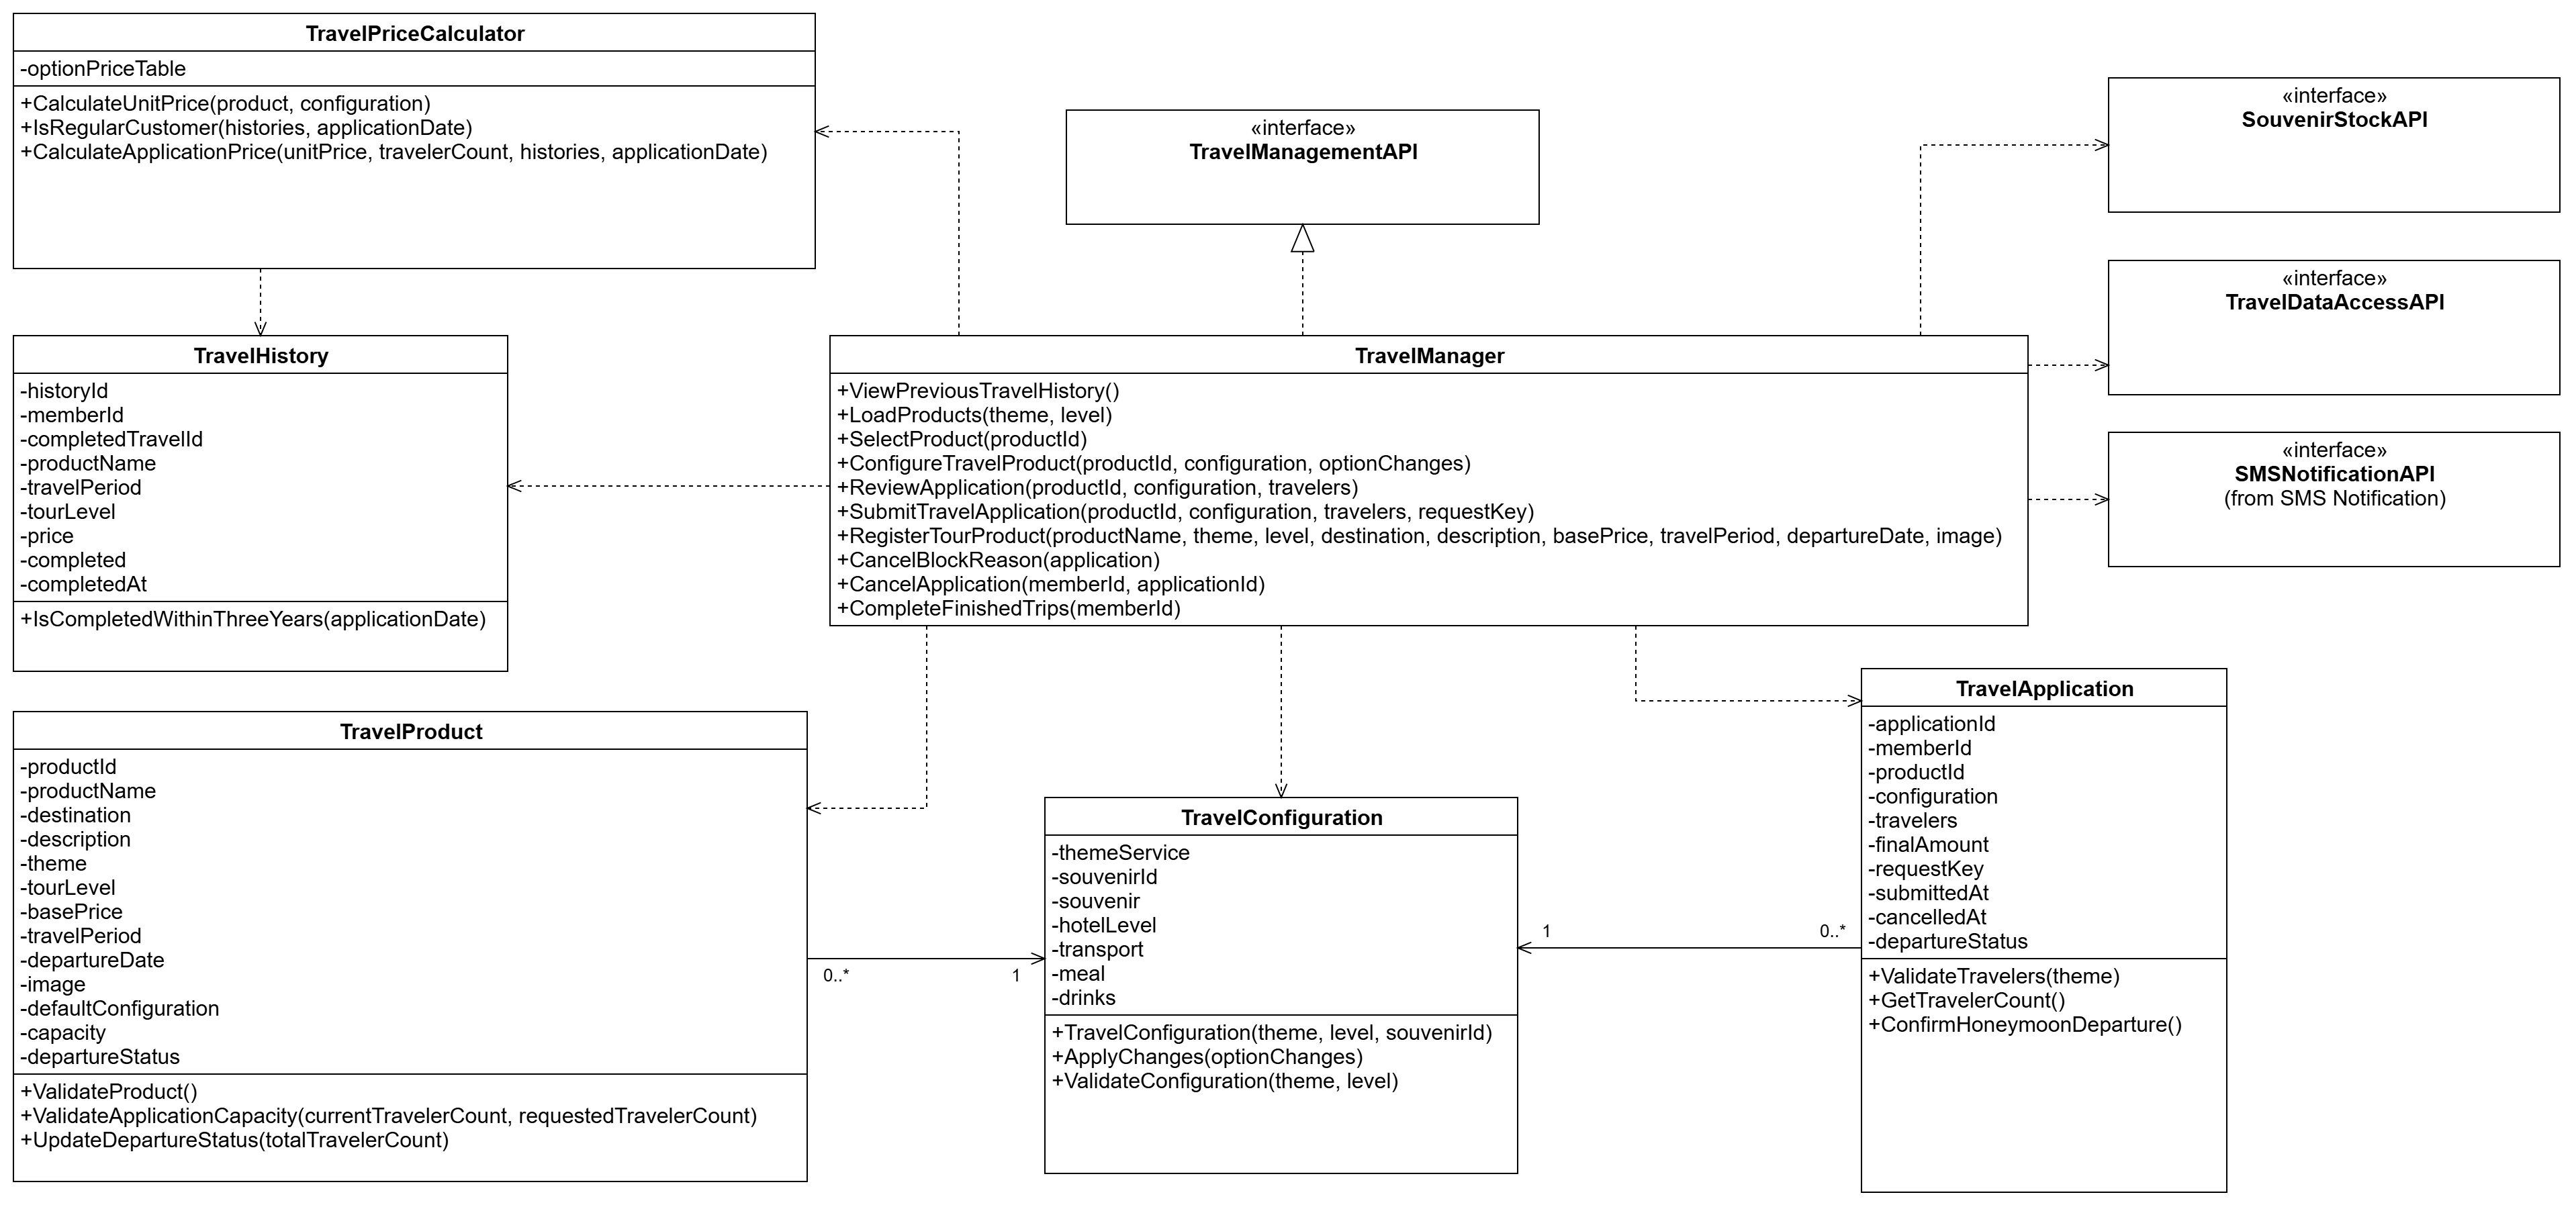 TravelPriceCalculator
-optionPriceTable
+CalculateUnitPrice(product, configuration)
+IsRegularCustomer(histories, applicationDate)
+CalculateApplicationPrice(unitPrice, travelerCount, histories, applicationDate)
«interface»
TravelManagementAPI
«interface»
SouvenirStockAPI
«interface»
TravelDataAccessAPI
«interface»
SMSNotificationAPI
(from SMS Notification)
TravelHistory
-historyId
-memberId
-completedTravelId
-productName
-travelPeriod
-tourLevel
-price
-completed
-completedAt
+IsCompletedWithinThreeYears(applicationDate)
TravelManager
+ViewPreviousTravelHistory()
+LoadProducts(theme, level)
+SelectProduct(productId)
+ConfigureTravelProduct(productId, configuration, optionChanges)
+ReviewApplication(productId, configuration, travelers)
+SubmitTravelApplication(productId, configuration, travelers, requestKey)
+RegisterTourProduct(productName, theme, level, destination, description, basePrice, travelPeriod, departureDate, image)
+CancelBlockReason(application)
+CancelApplication(memberId, applicationId)
+CompleteFinishedTrips(memberId)
TravelProduct
-productId
-productName
-destination
-description
-theme
-tourLevel
-basePrice
-travelPeriod
-departureDate
-image
-defaultConfiguration
-capacity
-departureStatus
+ValidateProduct()
+ValidateApplicationCapacity(currentTravelerCount, requestedTravelerCount)
+UpdateDepartureStatus(totalTravelerCount)
0..*
1
TravelConfiguration
-themeService
-souvenirId
-souvenir
-hotelLevel
-transport
-meal
-drinks
+TravelConfiguration(theme, level, souvenirId)
+ApplyChanges(optionChanges)
+ValidateConfiguration(theme, level)
1
0..*
TravelApplication
-applicationId
-memberId
-productId
-configuration
-travelers
-finalAmount
-requestKey
-submittedAt
-cancelledAt
-departureStatus
+ValidateTravelers(theme)
+GetTravelerCount()
+ConfirmHoneymoonDeparture()